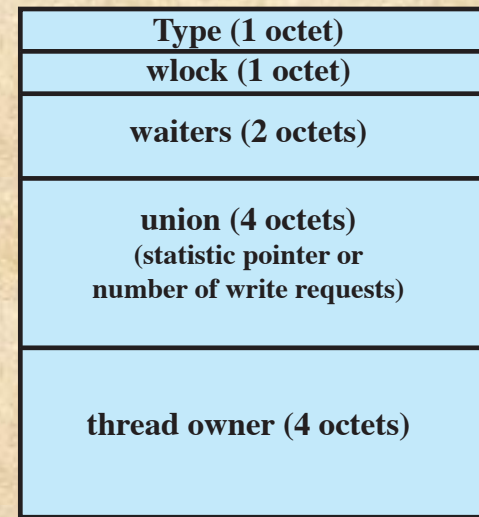 Type (1 octet)
wlock (1 octet)
waiters (2 octets)
union (4 octets)
(statistic pointer or
number of write requests)
thread owner (4 octets)